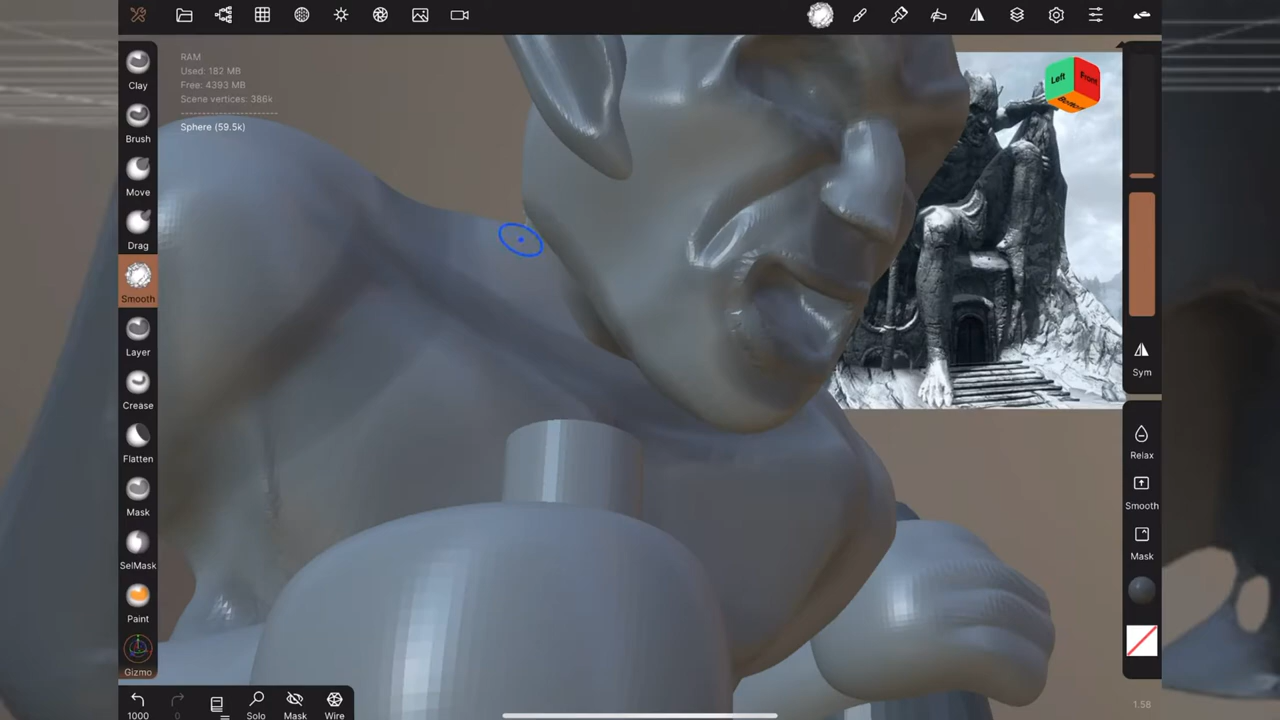 RAM
Used: 182 MB
Free: 4393 MB
Scene vertices: 386k
Sphere (59.5k)
Left
Front
Bottom
Clay
Brush
Move
Drag
Smooth
Layer
Crease
Flatten
Mask
SelMask
Paint
Gizmo
Sym
Relax
Smooth
Mask
1.58
1000
0
Solo
Mask
Wire